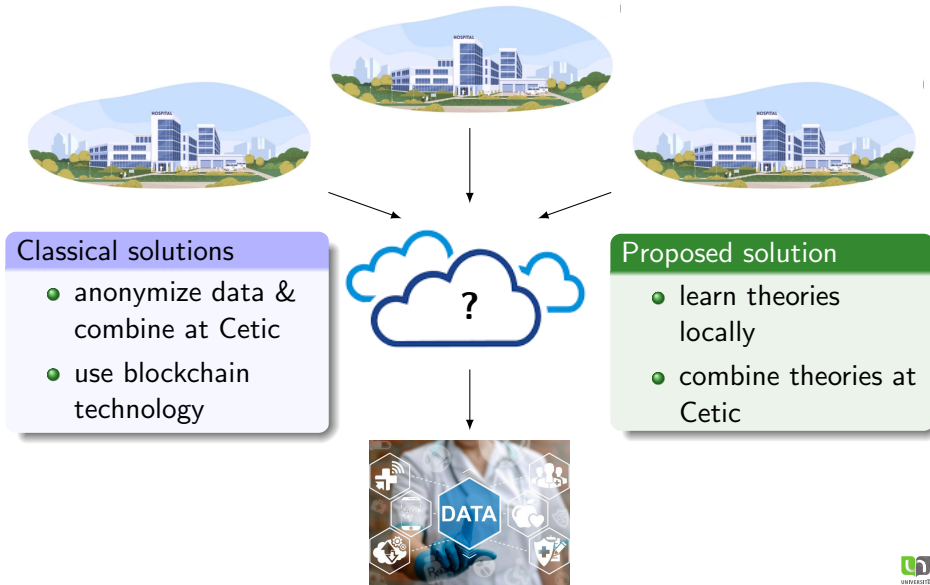 HOSPITAL
HOSPITAL
HOSPITAL
Classical solutions
anonymize data &
combine at Cetic
use blockchain
technology
?
Proposed solution
learn theories
locally
combine theories at
Cetic
DATA
UNIVERSITÉ